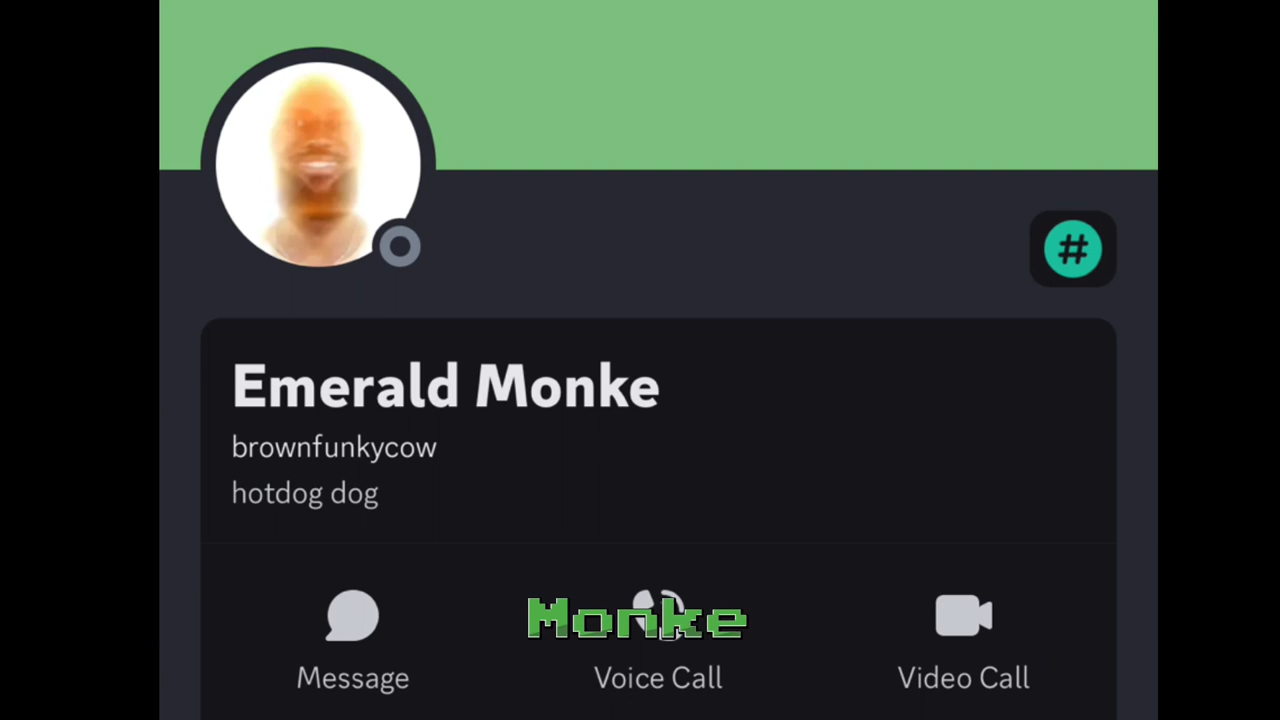 #
Emerald Monke
brownfunkycow
hotdog dog
Monke
Message
Voice Call
Video Call